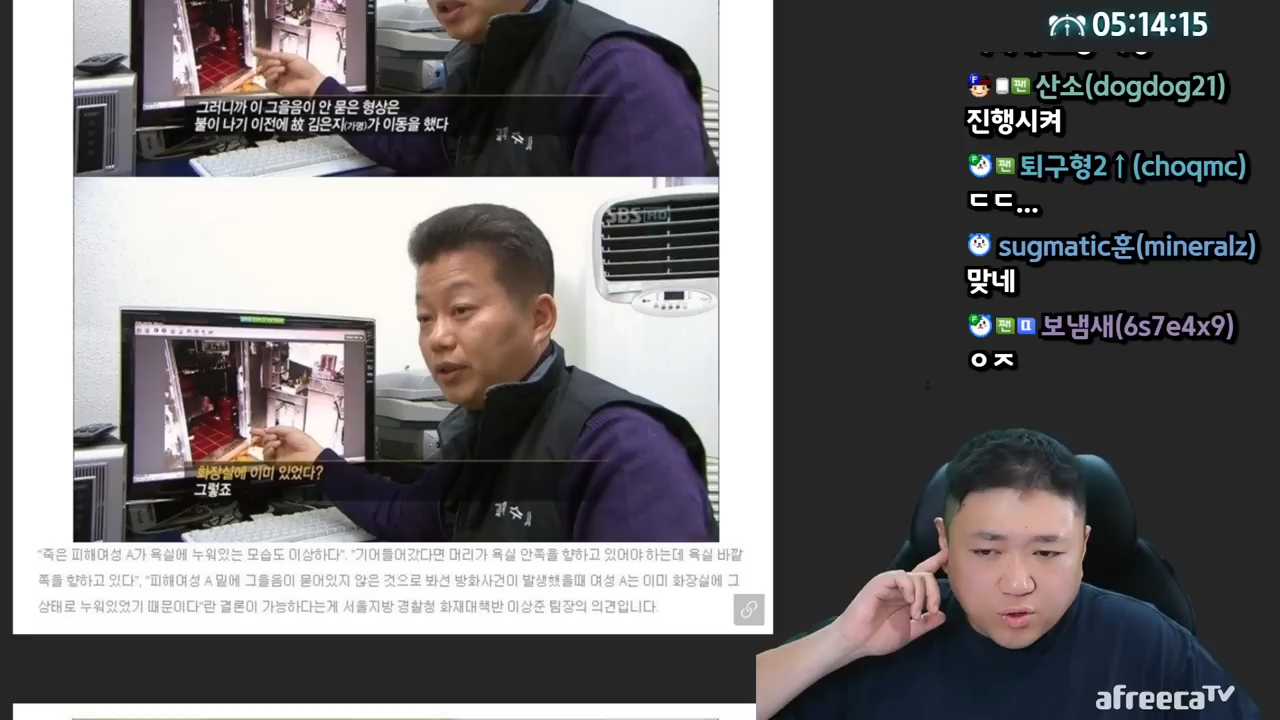 그러니까 이 그을음이 안 묻은 형상은
불이 나기 이전에 故 김은지(가명)가 이동을 했다
SBS HD
화장실에 이미 있었다?
그렇죠
"죽은 피해여성 A가 욕실에 누워있는 모습도 이상하다". "기어들어갔다면 머리가 욕실 안쪽을 향하고 있어야 하는데 욕실 바깥
쪽을 향하고 있다", "피해여성 A 밑에 그을음이 묻어있지 않은 것으로 봐선 방화사건이 발생했을때 여성 A는 이미 화장실에 그
상태로 누워있었기 때문이다"란 결론이 가능하다는게 서울지방 경찰청 화재대책반 이상준 팀장의 의견입니다.
05:14:15
산소(dogdog21)
진행시켜
퇴구형2↑(choqmc)
ㄷㄷ...
sugmatic훈(mineralz)
맞네
보냄새(6s7e4x9)
ㅇㅈ
afreecaTV